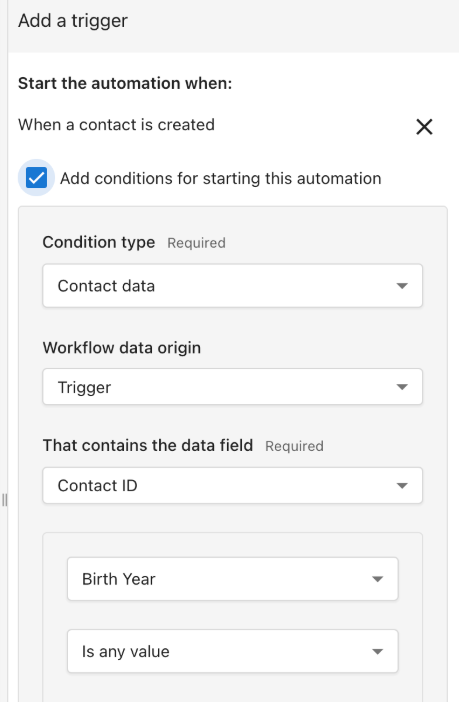 Add a trigger
Start the automation when:
When a contact is created
Add conditions for starting this automation
Condition type Required
Contact data
Workflow data origin
Trigger
That contains the data field Required
Contact ID
Birth Year
Is any value